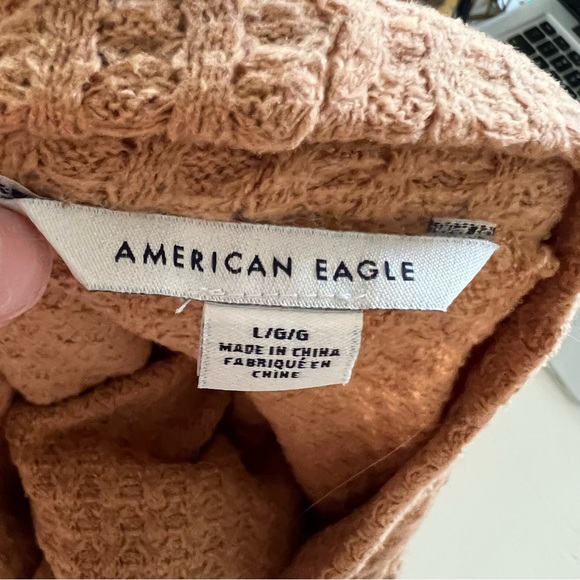 AMERICAN EAGLE
L/G/G
MADE IN CHINA
FABRIQUÉ EN
CHINE